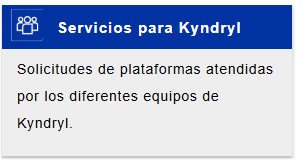 Servicios para Kyndryl
Solicitudes de plataformas atendidas
por los diferentes equipos de
Kyndryl.